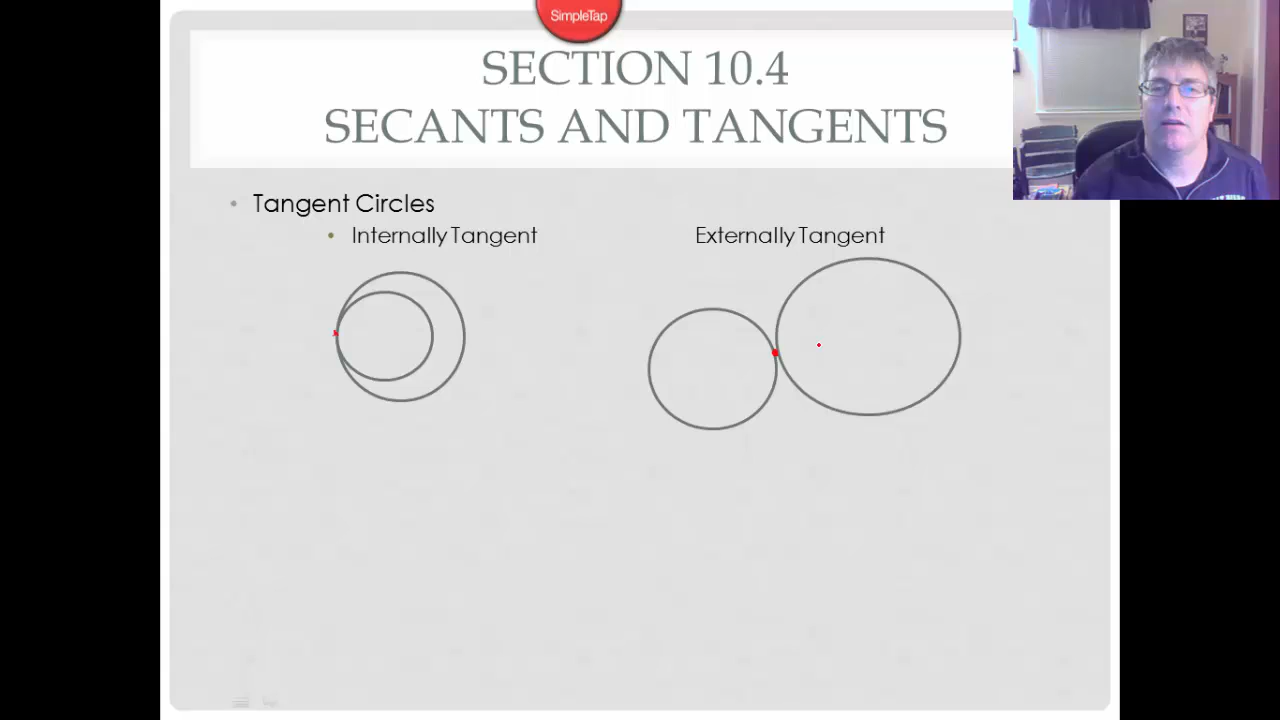 SimpleTap
SECTION 10.4
SECANTS AND TANGENTS
• Tangent Circles
• Internally Tangent Externally Tangent